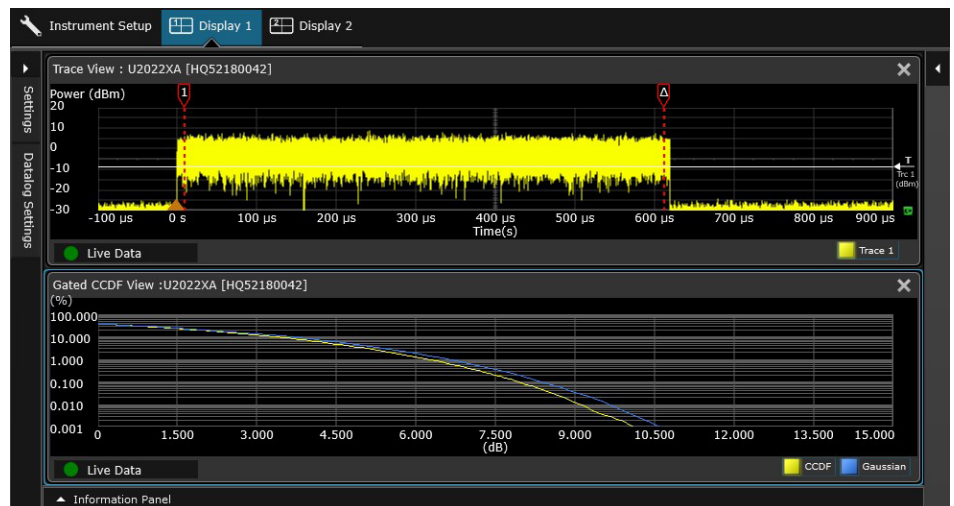 Instrument Setup 1 Display 1 2 Display 2
Settings
Datalog Settings
Trace View : U2022XA [HQ52180042]
Power (dBm)
1 Δ
20
10
0
-10
-20
-30
T
Trc 1
(dBm)
-100 µs 0 s 100 µs 200 µs 300 µs 400 µs 500 µs 600 µs 700 µs 800 µs 900 µs
Time(s)
Live Data Trace 1
Gated CCDF View :U2022XA [HQ52180042]
(%)
100.000
10.000
1.000
0.100
0.010
0.001
0 1.500 3.000 4.500 6.000 7.500 9.000 10.500 12.000 13.500 15.000
(dB)
Live Data CCDF Gaussian
Information Panel